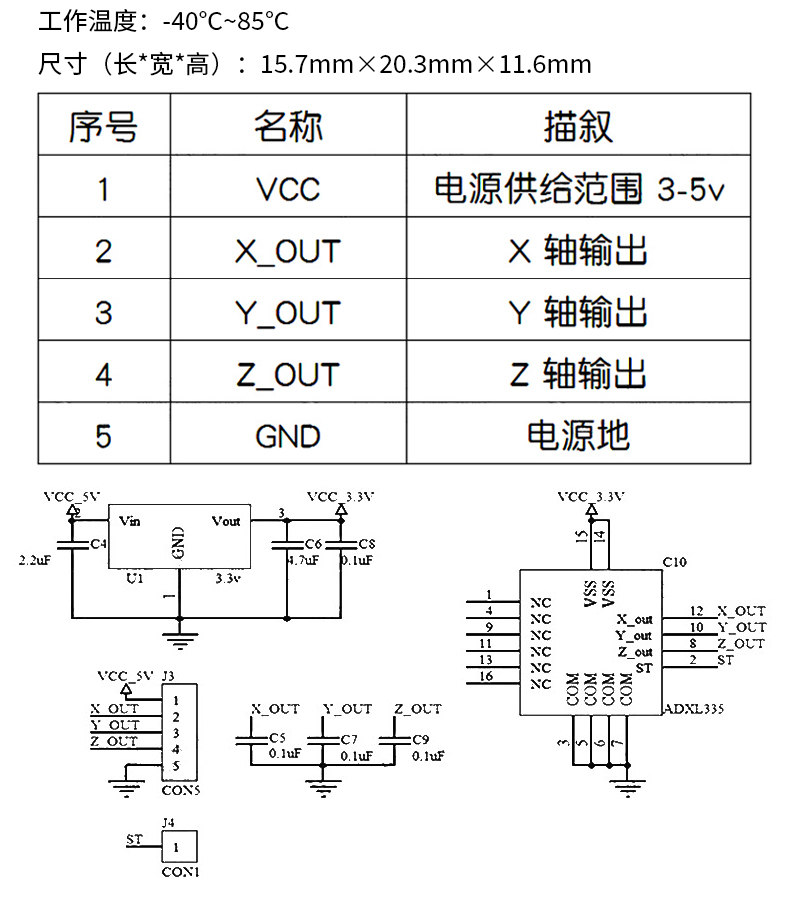 工作温度：-40℃~85℃
尺寸（长*宽*高）：15.7mm×20.3mm×11.6mm
序号 名称 描叙
1 VCC 电源供给范围 3-5v
2 X_OUT X 轴输出
3 Y_OUT Y 轴输出
4 Z_OUT Z 轴输出
5 GND 电源地
VCC_5V VCC_3.3V
2 Vin Vout 3
GND
C4 C6 C8
2.2uF 4.7uF 0.1uF
U1 3.3v
1
VCC_3.3V
15 14
C10
VSS VSS
1 NC
4 NC X_out 12 X_OUT
9 NC Y_out 10 Y_OUT
11 NC Z_out 8 Z_OUT
13 NC ST 2 ST
16 NC
COM COM COM COM
ADXL335
3 5 6 7
VCC_5V J3
1
X_OUT 2
Y_OUT 3
Z_OUT 4
5
CON5
X_OUT Y_OUT Z_OUT
C5 C7 C9
0.1uF 0.1uF 0.1uF
J4
ST 1
CON1